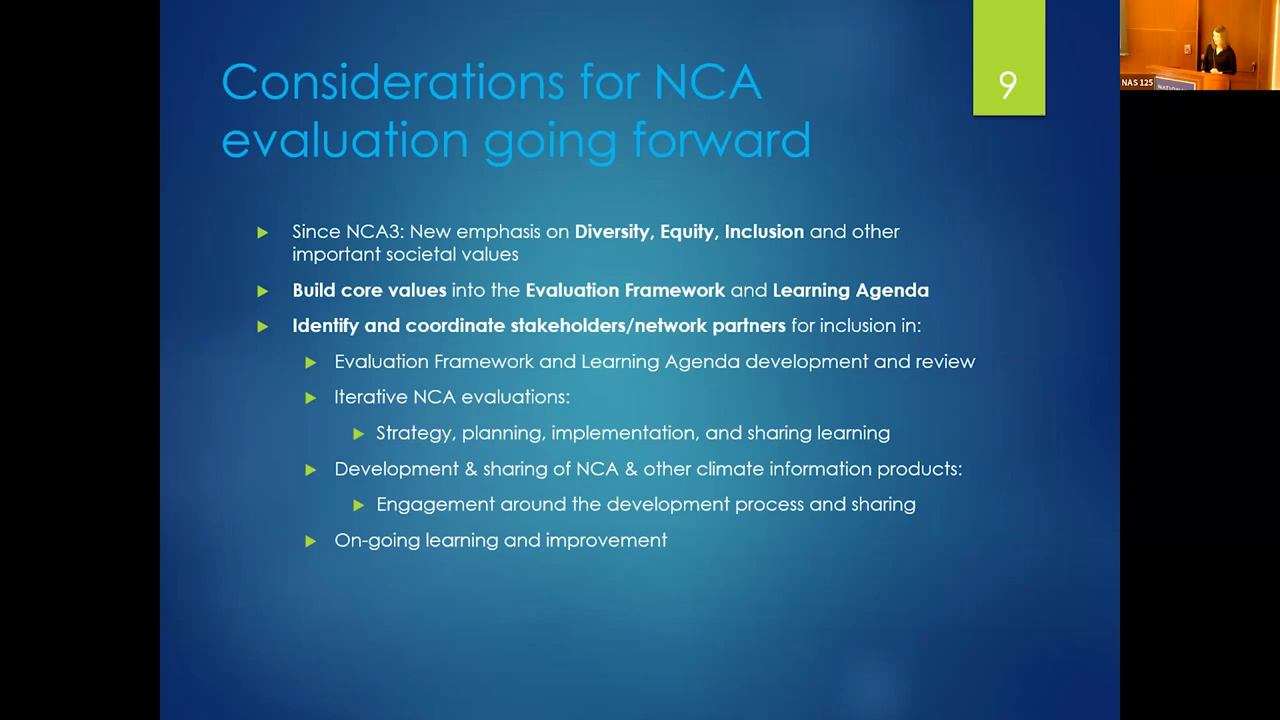 Considerations for NCA
evaluation going forward
9
Since NCA3: New emphasis on Diversity, Equity, Inclusion and other
important societal values
Build core values into the Evaluation Framework and Learning Agenda
Identify and coordinate stakeholders/network partners for inclusion in:
Evaluation Framework and Learning Agenda development and review
Iterative NCA evaluations:
Strategy, planning, implementation, and sharing learning
Development & sharing of NCA & other climate information products:
Engagement around the development process and sharing
On-going learning and improvement
NAS 125